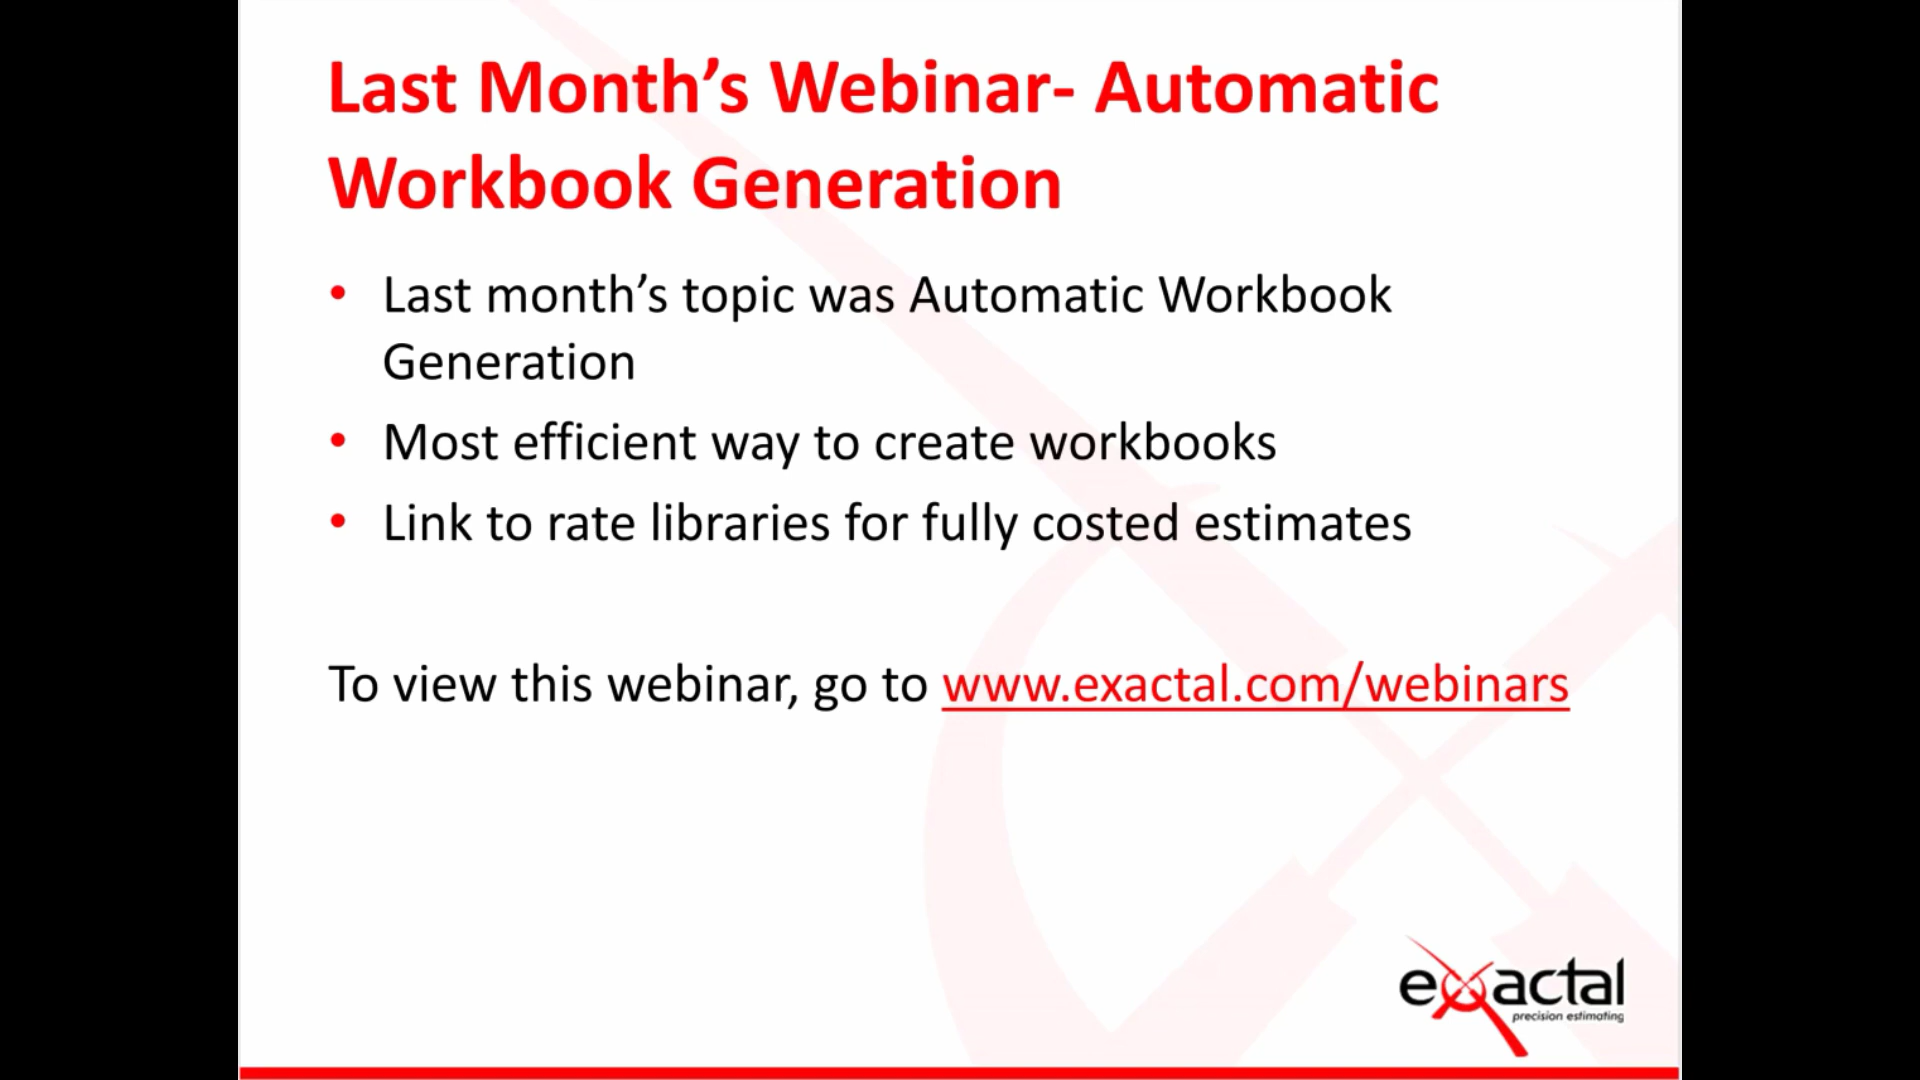 Last Month’s Webinar- Automatic
Workbook Generation
• Last month’s topic was Automatic Workbook
Generation
• Most efficient way to create workbooks
• Link to rate libraries for fully costed estimates
To view this webinar, go to www.exactal.com/webinars
exactal
precision estimating